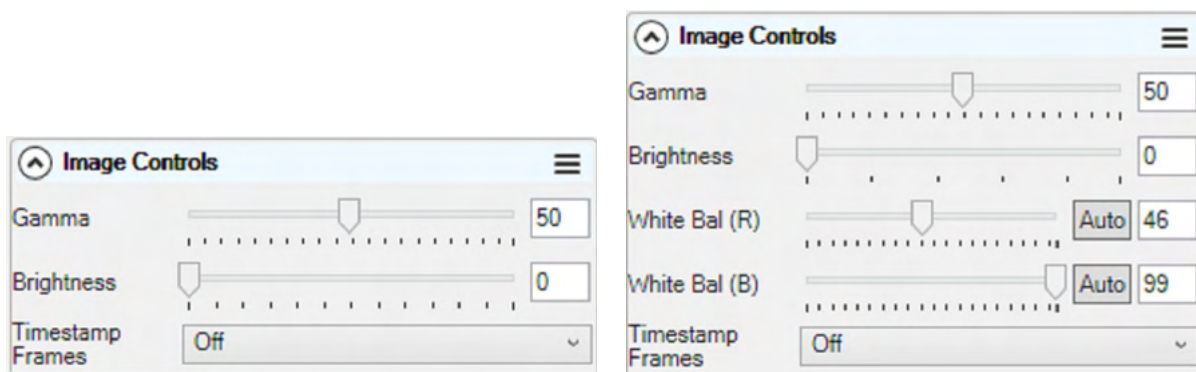 Image Controls
Gamma 50
Brightness 0
Timestamp
Frames
Off
Image Controls
Gamma 50
Brightness 0
White Bal (R) Auto 46
White Bal (B) Auto 99
Timestamp
Frames
Off